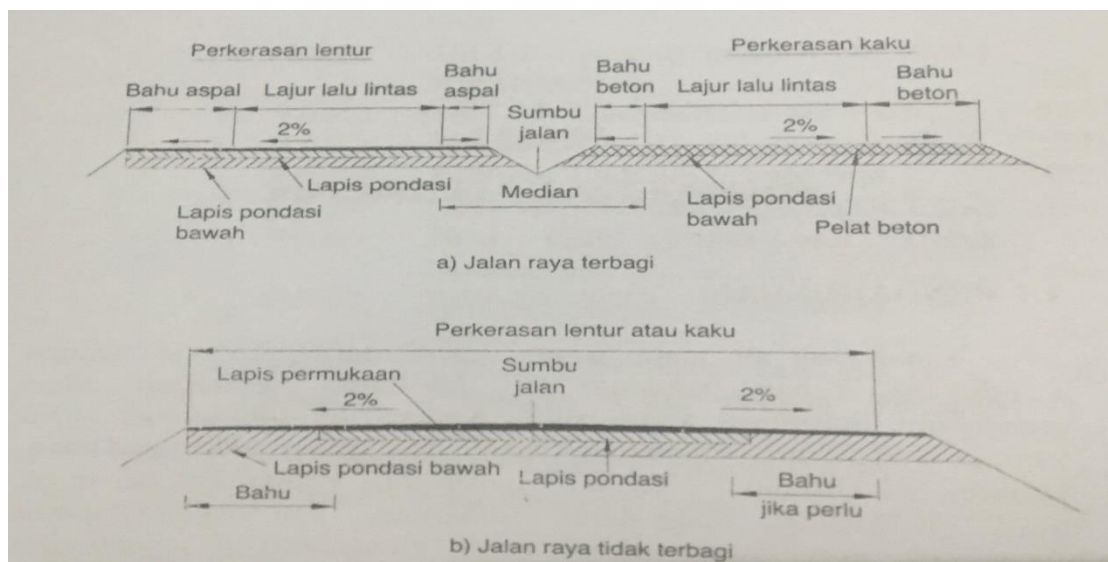 Perkerasan lentur
Perkerasan kaku
Bahu aspal
Lajur lalu lintas
Bahu
aspal
Sumbu
jalan
Bahu
beton
Lajur lalu lintas
Bahu
beton
2%
2%
Lapis pondasi
Lapis pondasi
bawah
Median
Lapis pondasi
bawah
Pelat beton
a) Jalan raya terbagi
Perkerasan lentur atau kaku
Lapis permukaan
Sumbu
jalan
2%
2%
Lapis pondasi bawah
Lapis pondasi
Bahu
Bahu
jika perlu
b) Jalan raya tidak terbagi